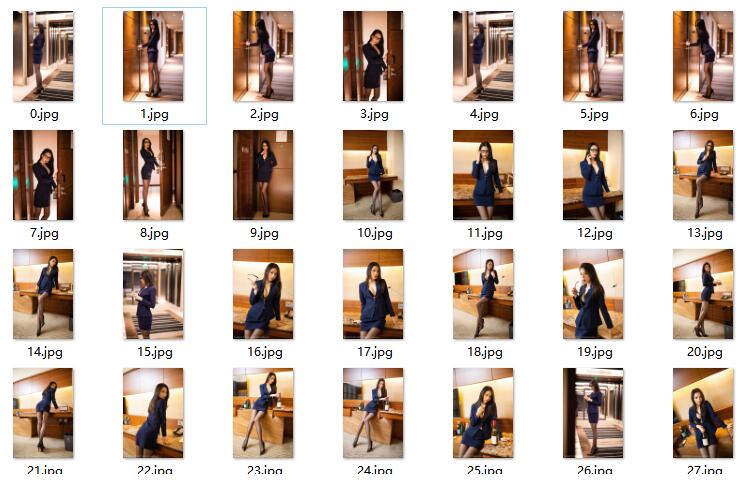 0.jpg 1.jpg 2.jpg 3.jpg 4.jpg 5.jpg 6.jpg
7.jpg 8.jpg 9.jpg 10.jpg 11.jpg 12.jpg 13.jpg
14.jpg 15.jpg 16.jpg 17.jpg 18.jpg 19.jpg 20.jpg
21.jpg 22.jpg 23.jpg 24.jpg 25.jpg 26.jpg 27.jpg